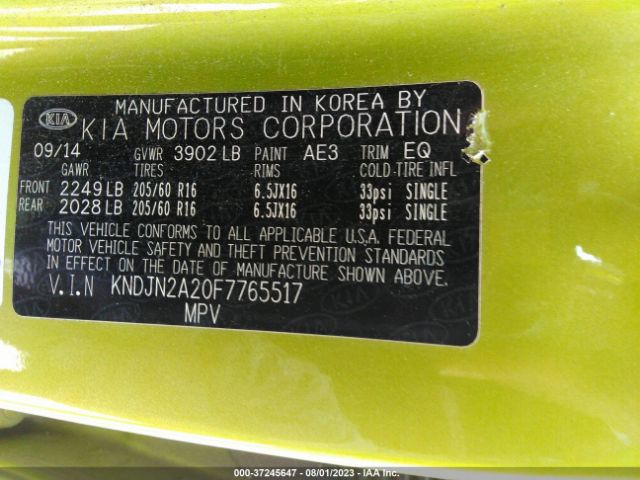 MANUFACTURED IN KOREA BY
KIA KIA MOTORS CORPORATION
09/14 GVWR 3902 LB PAINT AE3 TRIM EQ
GAWR TIRES RIMS COLD TIRE INFL
FRONT 2249 LB 205/60 R16 6.5JX16 33psi SINGLE
REAR 2028 LB 205/60 R16 6.5JX16 33psi SINGLE
THIS VEHICLE CONFORMS TO ALL APPLICABLE U.S.A. FEDERAL
MOTOR VEHICLE SAFETY AND THEFT PREVENTION STANDARDS
IN EFFECT ON THE DATE OF MANUFACTURE SHOWN ABOVE.
V.I.N KNDJN2A20F7765517
MPV
© - 37245647 - 08/01/2023 - IAAI.COM